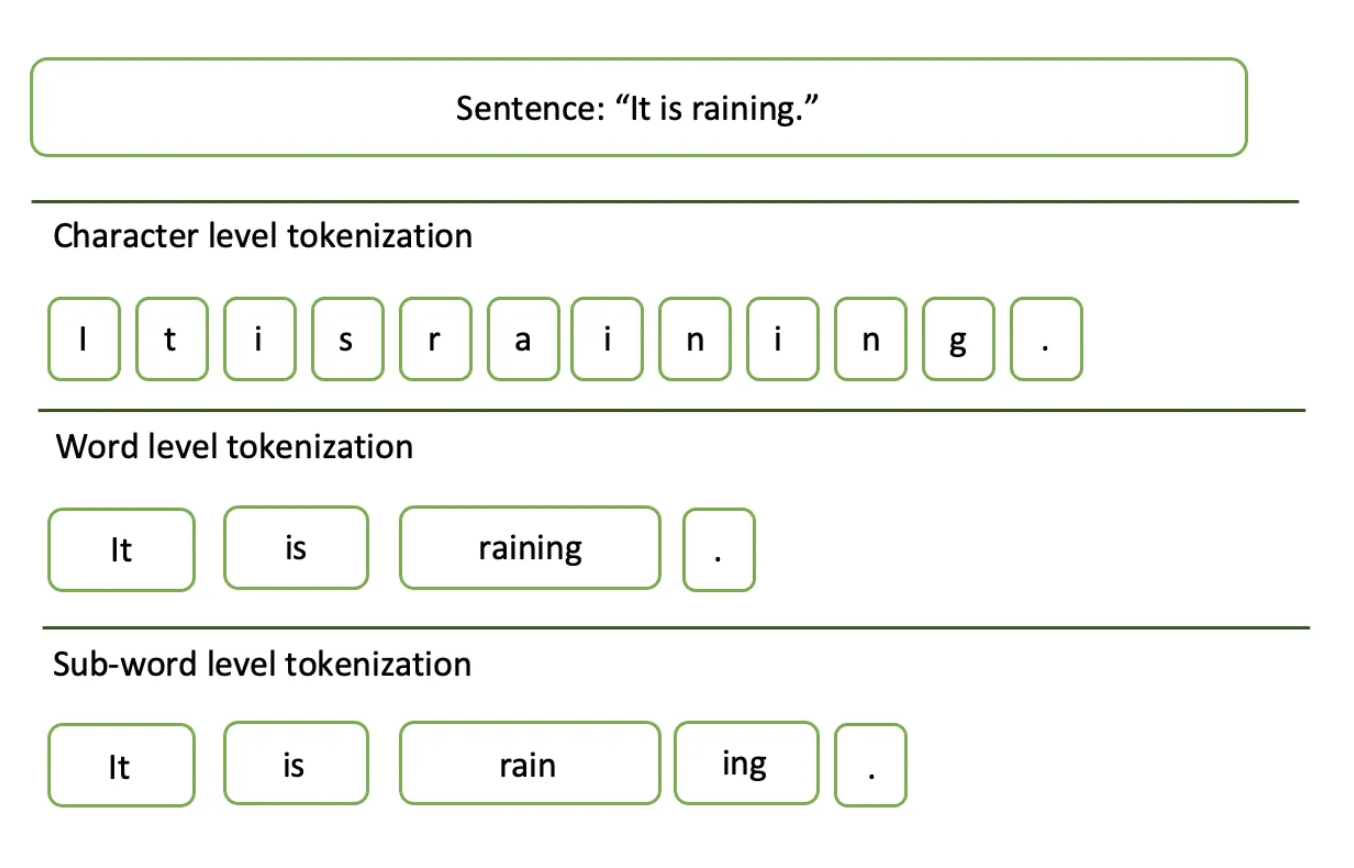 Sentence: “It is raining.”
Character level tokenization
I t i s r a i n i n g .
Word level tokenization
It is raining .
Sub-word level tokenization
It is rain ing .